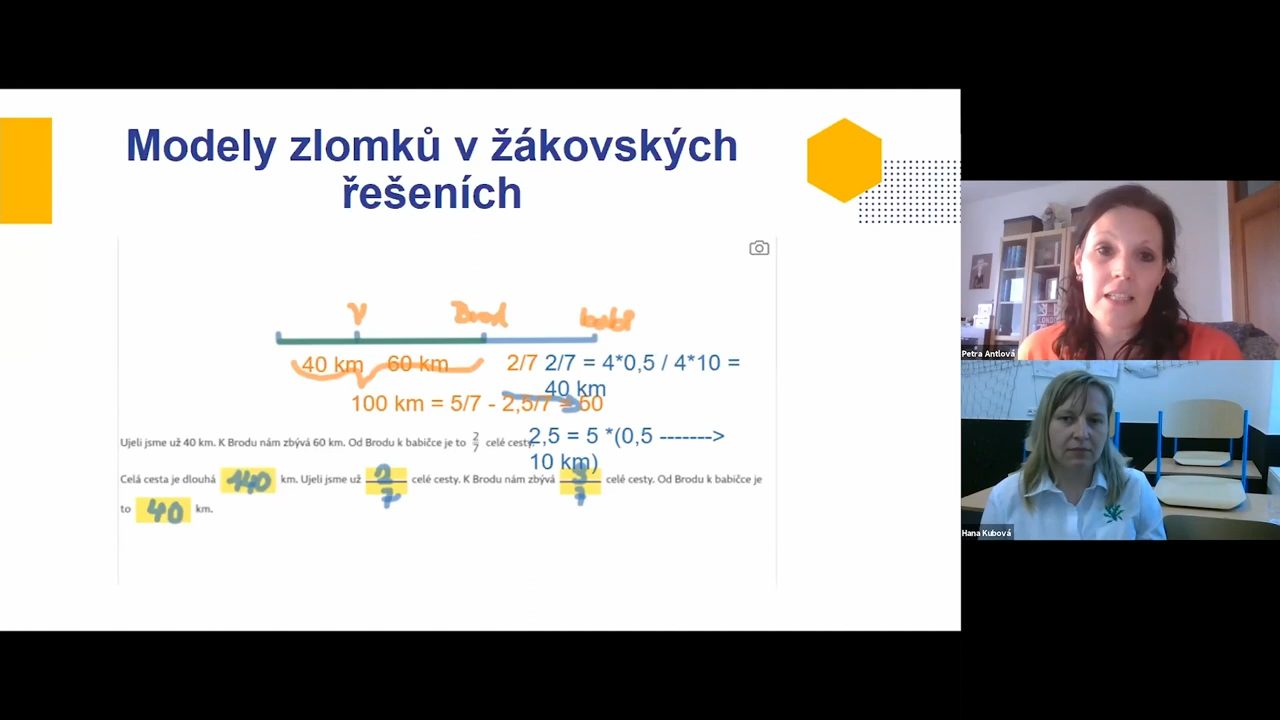 Modely zlomků v žákovských
řešeních
V Brod babi
40 km 60 km 2/7 2/7 = 4*0,5 / 4*10 =
40 km
100 km = 5/7 - 2,5/7 = 50
Ujeli jsme už 40 km. K Brodu nám zbývá 60 km. Od Brodu k babičce je to 2/7 celé cesty.
2,5 = 5 *(0,5 ------->
10 km)
Celá cesta je dlouhá 140 km. Ujeli jsme už 2/7 celé cesty. K Brodu nám zbývá 3/7 celé cesty. Od Brodu k babičce je
to 40 km.
Petra Antlová
Hana Kubová